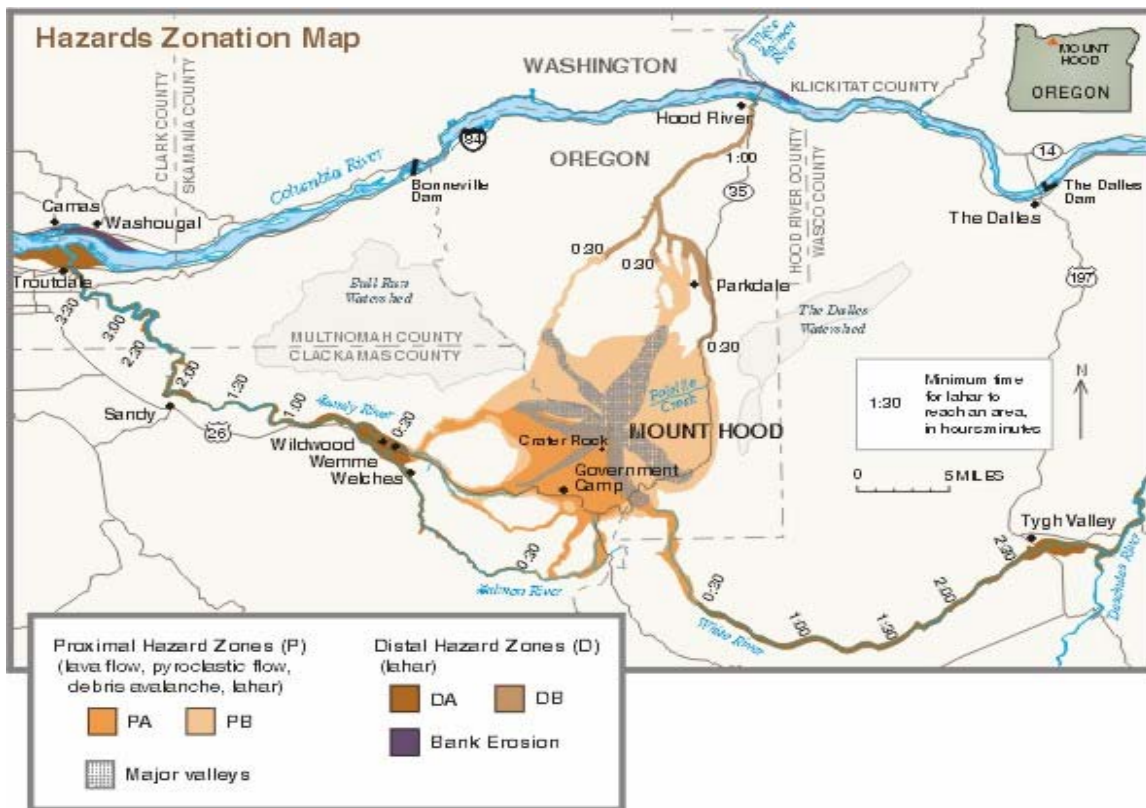 Hazards Zonation Map
WASHINGTON
White
Salmon
River
KLICKITAT COUNTY
MOUNT
HOOD
OREGON
CLARK COUNTY
SKAMANIA COUNTY
Hood River
84
OREGON
Columbia River
Bonneville
Dam
1:00
35
14
The Dalles
Dam
The Dalles
HOOD RIVER COUNTY
WASCO COUNTY
Camas
Washougal
Troutdale
0:30
0:30
Parkdale
197
Bull Run
Watershed
The Dalles
Watershed
3:30
3:00
2:30
MULTNOMAH COUNTY
CLACKAMAS COUNTY
0:30
2:00
1:30
1:00
Sandy River
0:30
Sandy
26
Wildwood
Wemme
Welches
Crater Rock
MOUNT HOOD
Government
Camp
1:30
Minimum time
for lahar to
reach an area,
in hours:minutes
N
0
5 MILES
Tygh Valley
2:30
Deschutes River
0:30
Salmon River
0:30
1:00
1:30
2:00
White River
Proximal Hazard Zones (P)
(lava flow, pyroclastic flow,
debris avalanche, lahar)
PA
PB
Major valleys
Distal Hazard Zones (D)
(lahar)
DA
DB
Bank Erosion